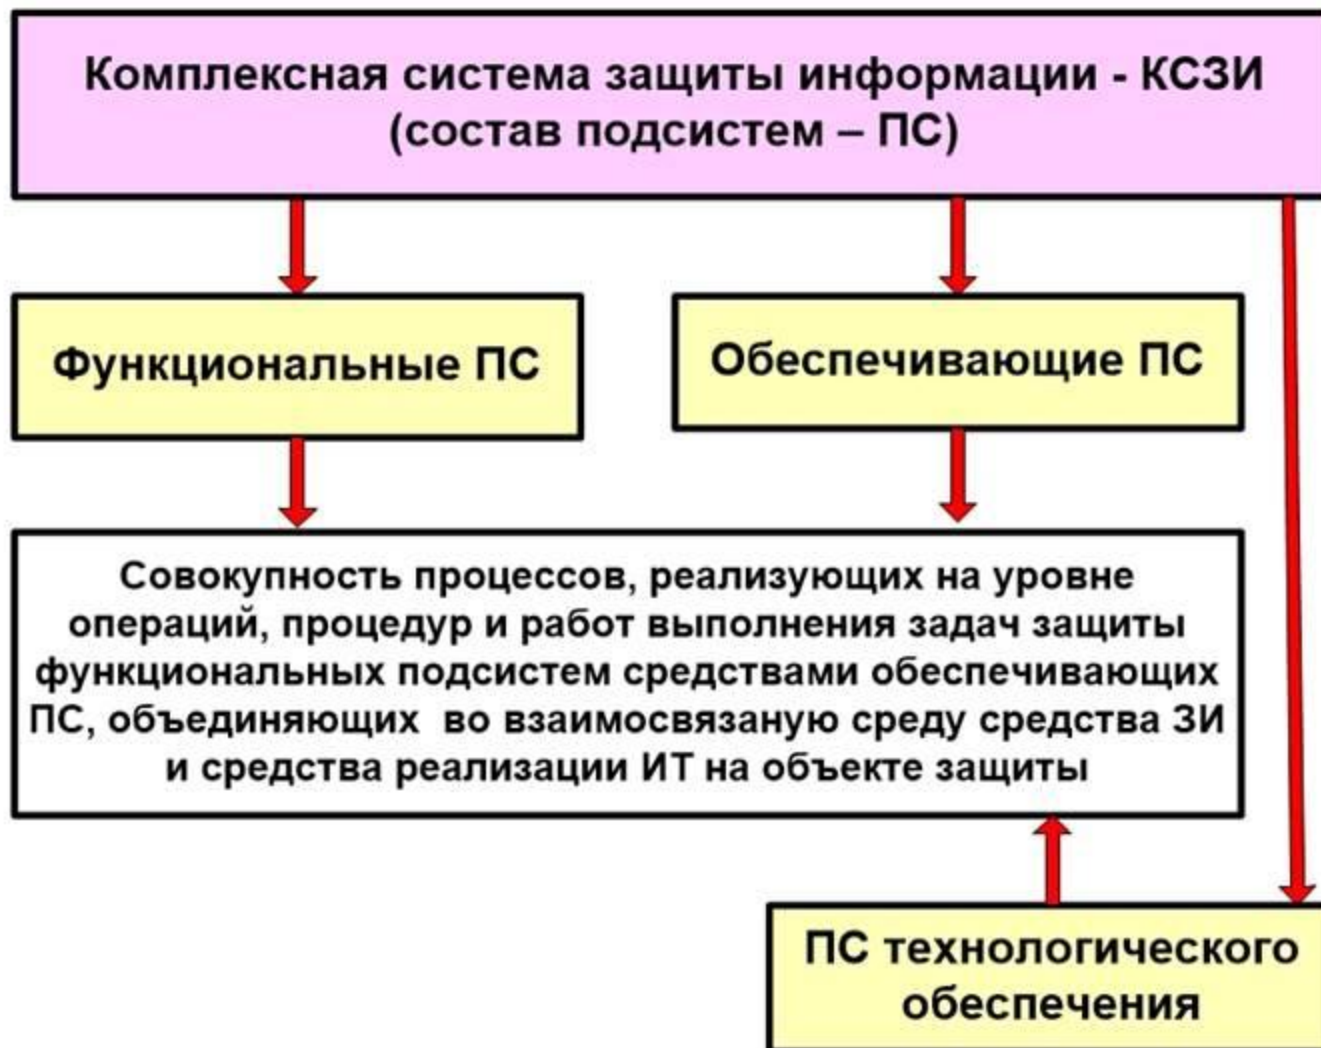 Комплексная система защиты информации - КСЗИ
(состав подсистем – ПС)
Функциональные ПС
Обеспечивающие ПС
Совокупность процессов, реализующих на уровне
операций, процедур и работ выполнения задач защиты
функциональных подсистем средствами обеспечивающих
ПС, объединяющих во взаимосвязаную среду средства ЗИ
и средства реализации ИТ на объекте защиты
ПС технологического
обеспечения